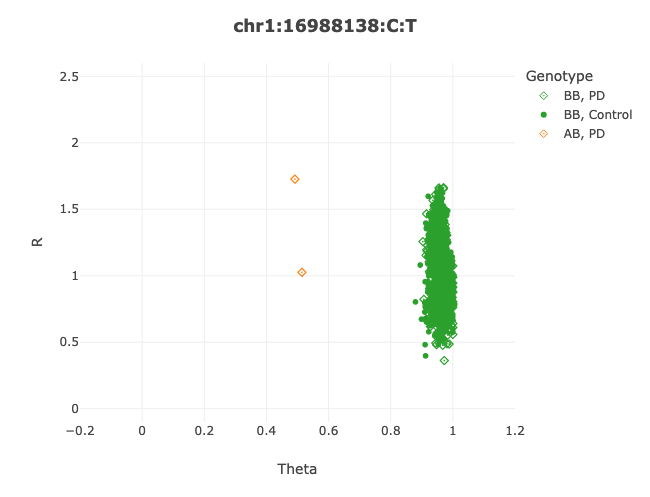 chr1:16988138:C:T
Genotype
BB, PD
BB, Control
AB, PD
2.5
2
1.5
1
0.5
0
R
−0.2 0 0.2 0.4 0.6 0.8 1 1.2
Theta